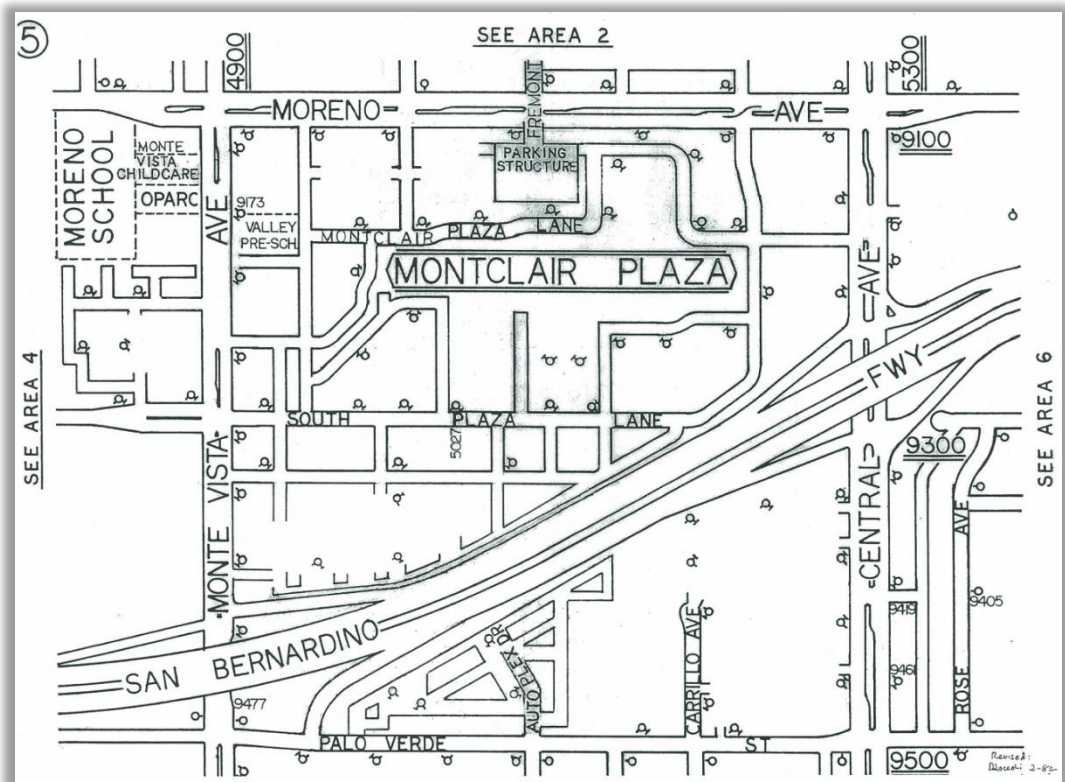 5
SEE AREA 2
4900
5300
MORENO AVE
FREMONT
9100
PARKING
STRUCTURE
MORENO
SCHOOL
MONTE
VISTA
CHILDCARE
OPARC
9173
VALLEY
PRE-SCH.
MONTCLAIR PLAZA LANE
MONTCLAIR PLAZA
SEE AREA 4
SEE AREA 6
MONTE VISTA AVE
CENTRAL AVE
SAN BERNARDINO FWY
SOUTH PLAZA LANE
5027
9300
ROSE AVE
9419
9405
9461
CARRILLO AVE
AUTO PLEX DR
9477
PALO VERDE ST
9500
Revised:
2-82